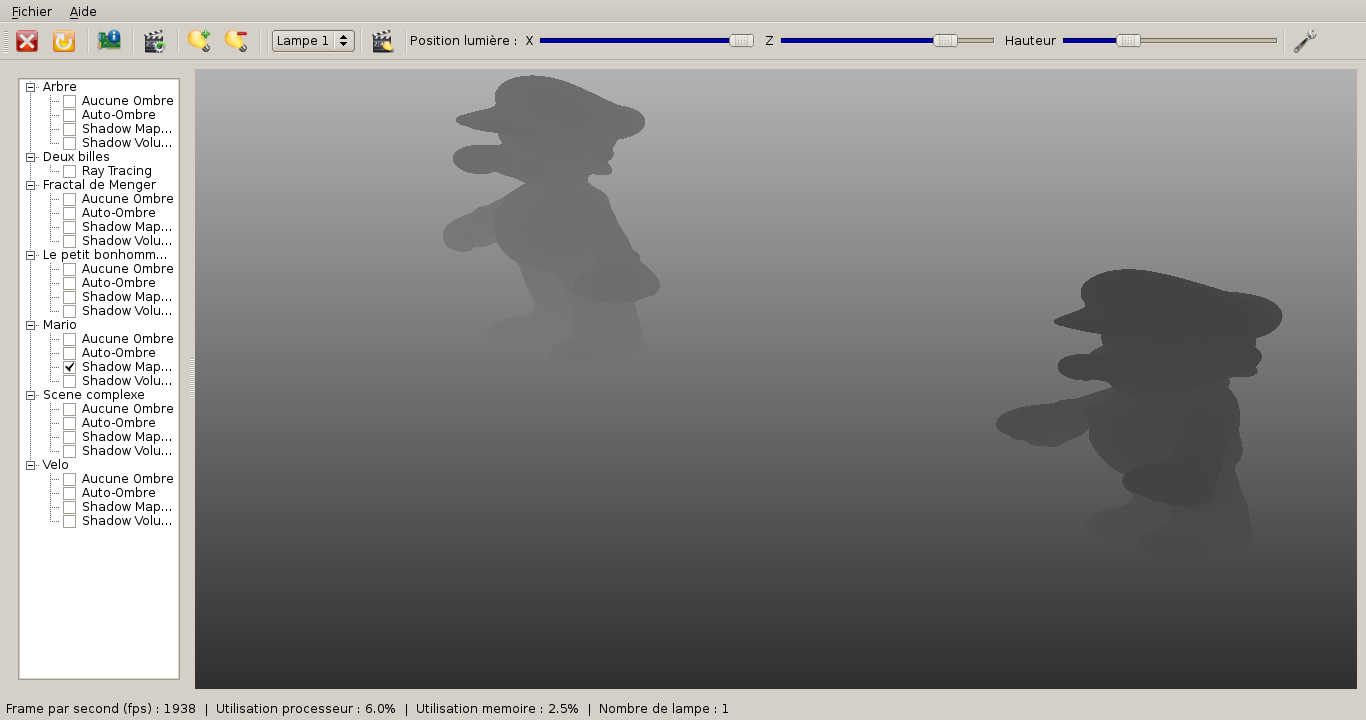 Fichier Aide
Lampe 1 Position lumière : X Z Hauteur
Arbre
Aucune Ombre
Auto-Ombre
Shadow Map...
Shadow Volu...
Deux billes
Ray Tracing
Fractal de Menger
Aucune Ombre
Auto-Ombre
Shadow Map...
Shadow Volu...
Le petit bonhomm...
Aucune Ombre
Auto-Ombre
Shadow Map...
Shadow Volu...
Mario
Aucune Ombre
Auto-Ombre
Shadow Map...
Shadow Volu...
Scene complexe
Aucune Ombre
Auto-Ombre
Shadow Map...
Shadow Volu...
Velo
Aucune Ombre
Auto-Ombre
Shadow Map...
Shadow Volu...
Frame par second (fps) : 1938 | Utilisation processeur : 6.0% | Utilisation memoire : 2.5% | Nombre de lampe : 1